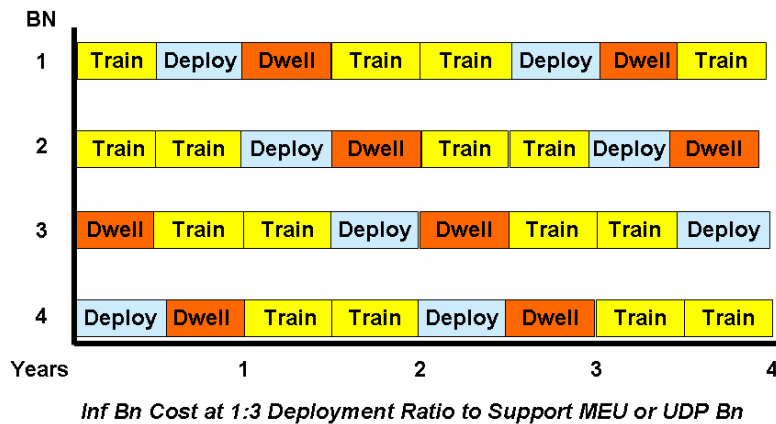 BN
1 Train Deploy Dwell Train Train Deploy Dwell Train
2 Train Train Deploy Dwell Train Train Deploy Dwell
3 Dwell Train Train Deploy Dwell Train Train Deploy
4 Deploy Dwell Train Train Deploy Dwell Train Train
Years 1 2 3 4
Inf Bn Cost at 1:3 Deployment Ratio to Support MEU or UDP Bn